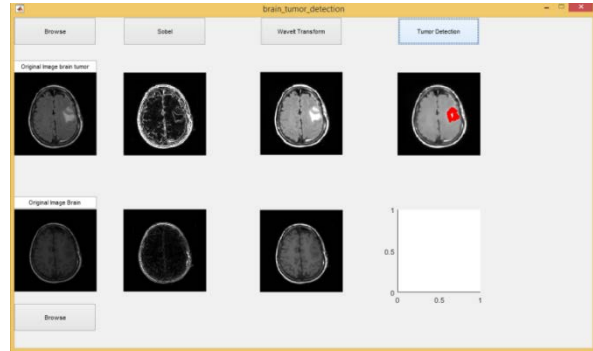 brain_tumor_detection
Browse
Sobel
Wavelt Transform
Tumor Detection
Original Image brain tumor
Original Image Brain
1
0.5
0
0
0.5
1
Browse